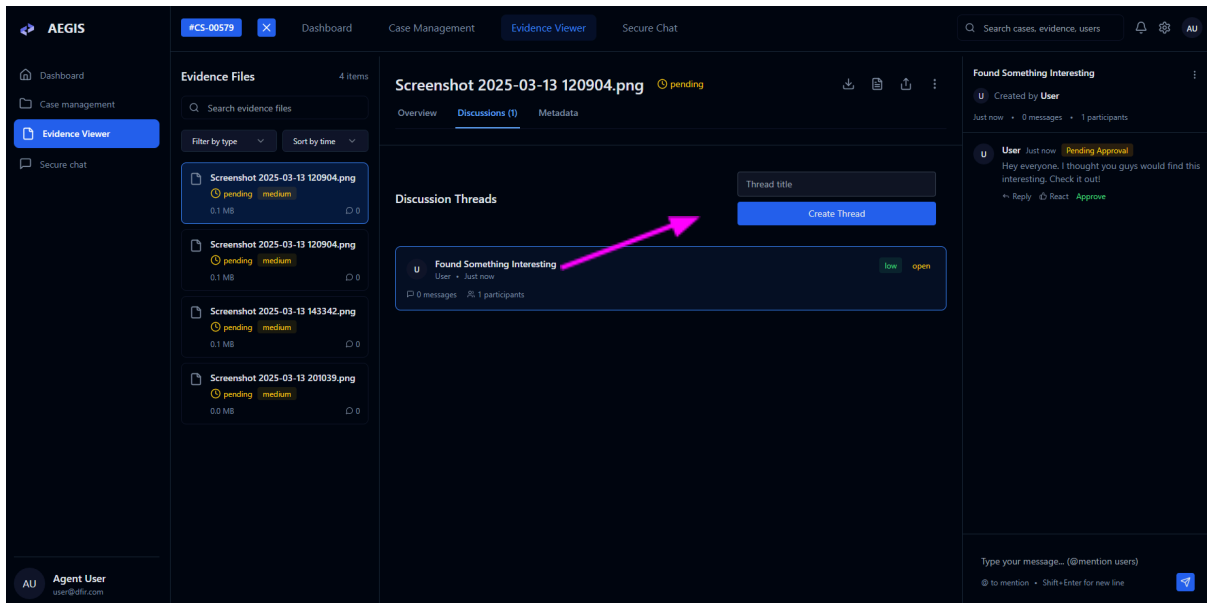 AEGIS
#CS-00579
Dashboard
Case Management
Evidence Viewer
Secure Chat
Search cases, evidence, users
AU
Dashboard
Case management
Evidence Viewer
Secure chat
AU
Agent User
user@dfir.com
Evidence Files
4 items
Search evidence files
Filter by type
Sort by time
Screenshot 2025-03-13 120904.png
pending medium
0.1 MB 0
Screenshot 2025-03-13 120904.png
pending medium
0.1 MB 0
Screenshot 2025-03-13 143342.png
pending medium
0.1 MB 0
Screenshot 2025-03-13 201039.png
pending medium
0.0 MB 0
Screenshot 2025-03-13 120904.png pending
Overview Discussions (1) Metadata
Discussion Threads
Thread title
Create Thread
U
Found Something Interesting
User • Just now
low open
0 messages 1 participants
Found Something Interesting
U Created by User
Just now • 0 messages • 1 participants
U
User Just now Pending Approval
Hey everyone. I thought you guys would find this
interesting. Check it out!
Reply React Approve
Type your message... (@mention users)
@ to mention • Shift+Enter for new line